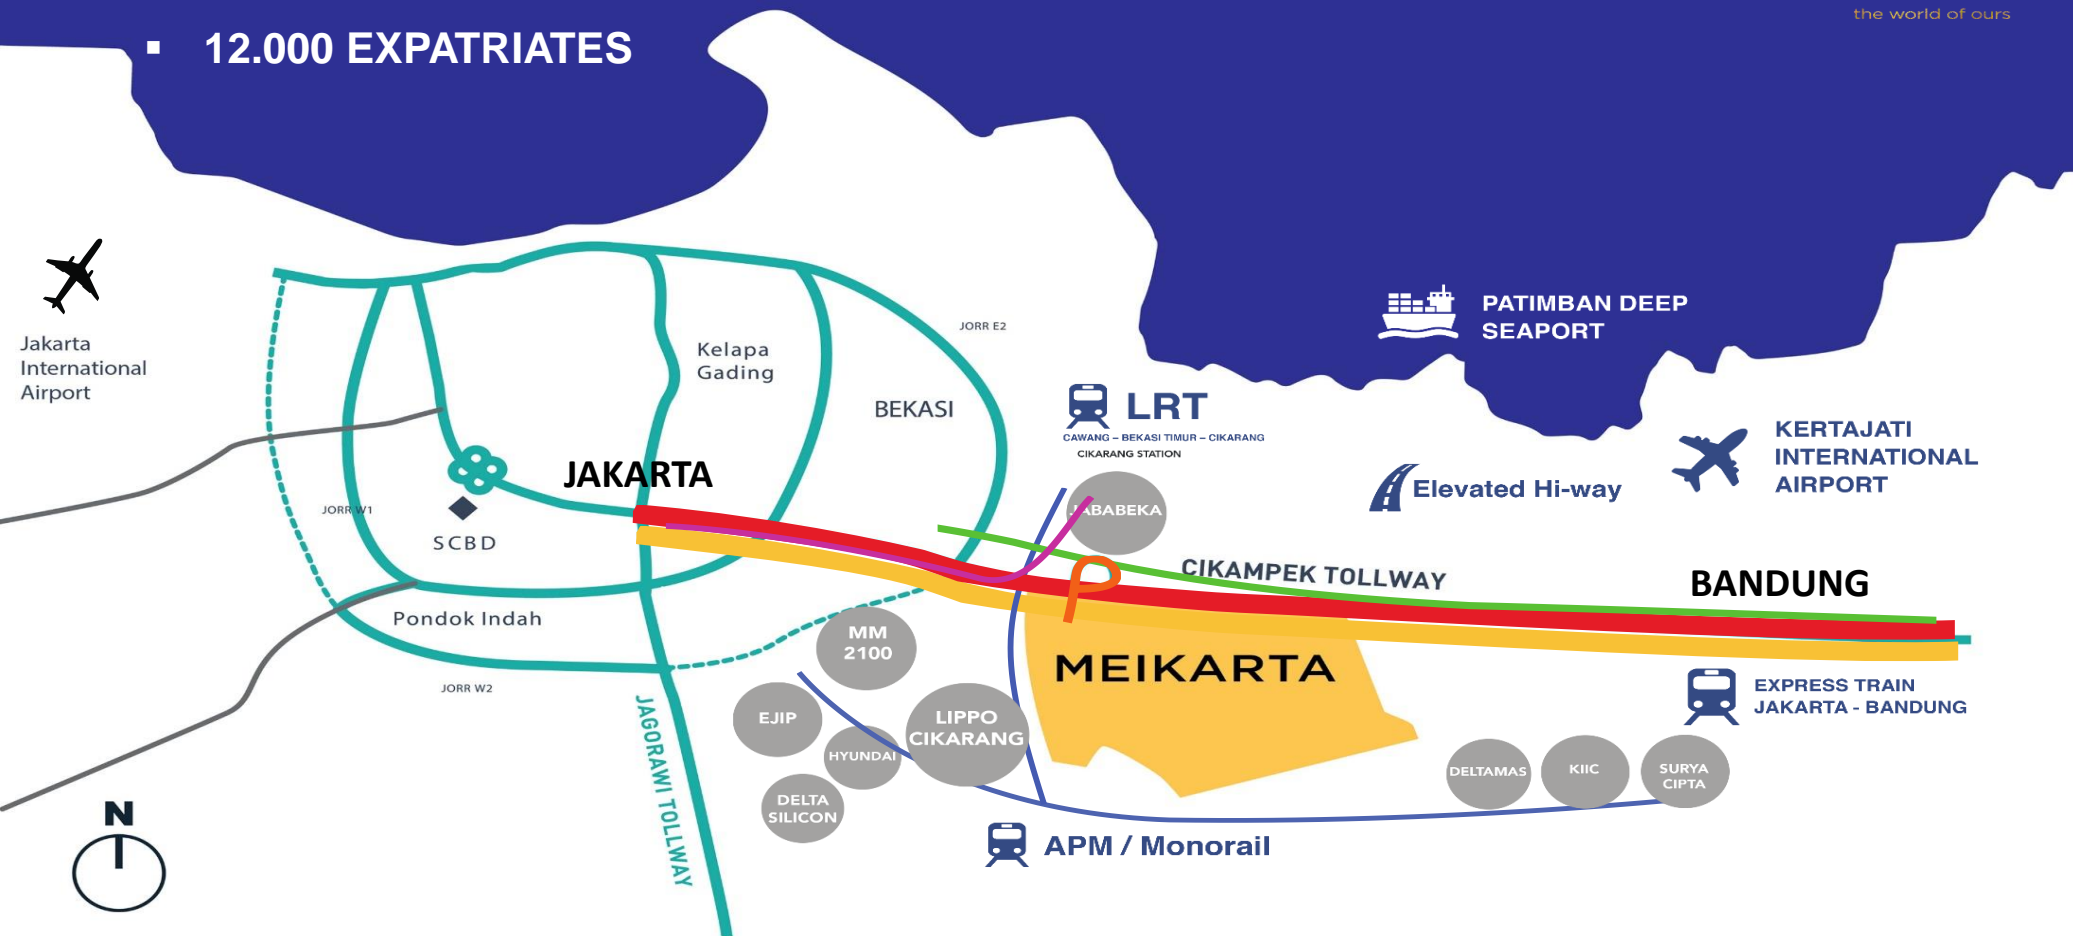 the world of ours
▪ 12.000 EXPATRIATES
Jakarta
International
Airport
JORR E2
Kelapa
Gading
BEKASI
PATIMBAN DEEP
SEAPORT
LRT
CAWANG – BEKASI TIMUR – CIKARANG
CIKARANG STATION
KERTAJATI
INTERNATIONAL
AIRPORT
JAKARTA
Elevated Hi-way
JORR W1
JABABEKA
SCBD
CIKAMPEK TOLLWAY
BANDUNG
Pondok Indah
MM
2100
MEIKARTA
JORR W2
EXPRESS TRAIN
JAKARTA - BANDUNG
JAGORAWI TOLLWAY
EJIP
LIPPO
CIKARANG
HYUNDAI
DELTAMAS
KIIC
SURYA
CIPTA
DELTA
SILICON
N
APM / Monorail